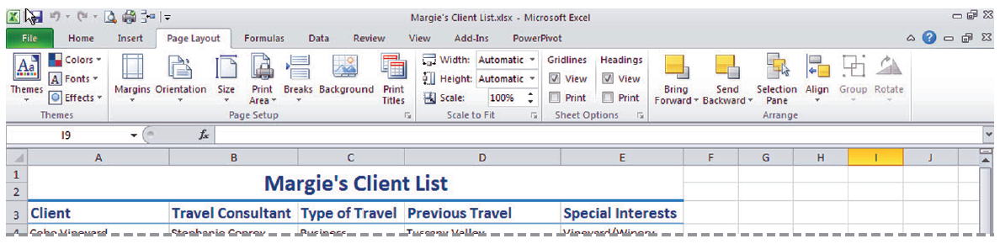 Margie's Client List.xlsx - Microsoft Excel
File Home Insert Page Layout Formulas Data Review View Add-Ins PowerPivot
Aa Colors Width: Automatic Gridlines Headings
A Fonts Height: Automatic View View
Themes Effects Margins Orientation Size Print Area Breaks Background Print Titles Scale: 100% Print Print Bring Forward Send Backward Selection Pane Align Group Rotate
Themes Page Setup Scale to Fit Sheet Options Arrange
I9 fx
A B C D E F G H I J
1 Margie's Client List
2
3 Client Travel Consultant Type of Travel Previous Travel Special Interests
4 Business Tuscany Valley Vineyard/Winery